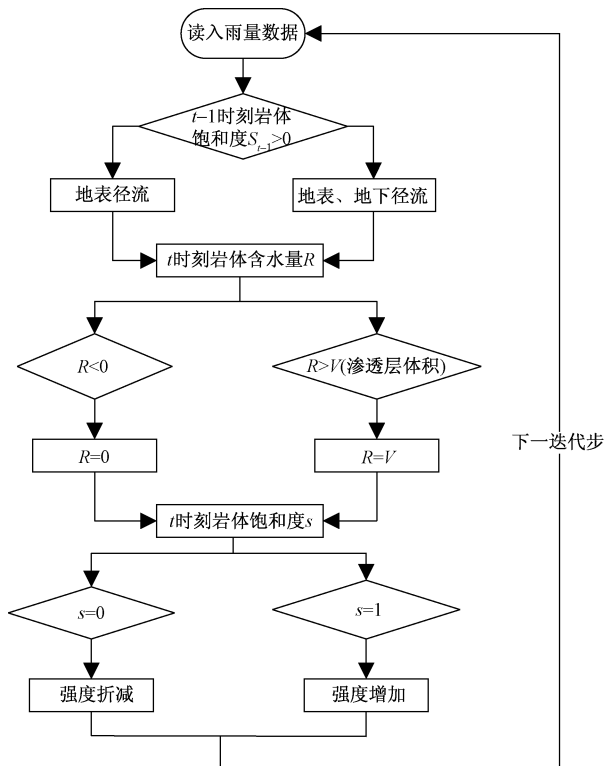 读入雨量数据
t–1时刻岩体
饱和度St–1>0
地表径流
地表、地下径流
t时刻岩体含水量R
R<0
R>V(渗透层体积)
下一迭代步
R=0
R=V
t时刻岩体饱和度s
s=0
s=1
强度折减
强度增加